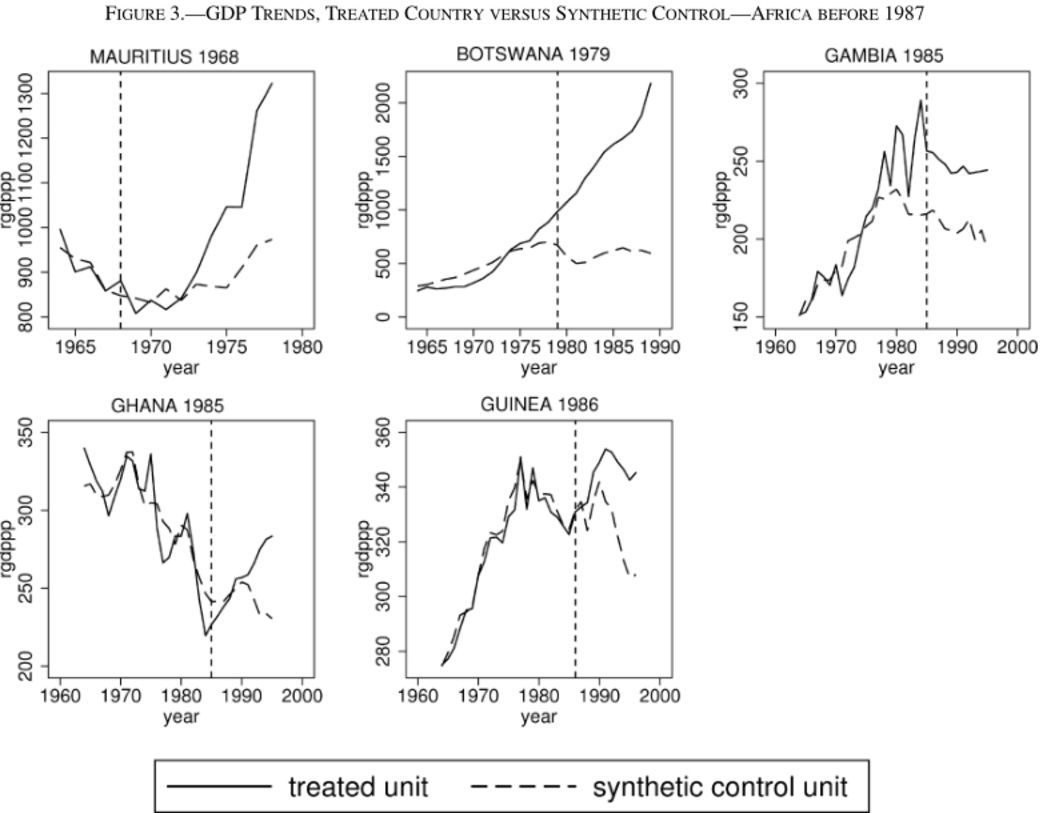 FIGURE 3.—GDP TRENDS, TREATED COUNTRY VERSUS SYNTHETIC CONTROL—AFRICA BEFORE 1987
MAURITIUS 1968
rgdppp
800 900 1000 1100 1200 1300
1965 1970 1975 1980
year
BOTSWANA 1979
rgdppp
0 500 1000 1500 2000
1965 1970 1975 1980 1985 1990
year
GAMBIA 1985
rgdppp
150 200 250 300
1960 1970 1980 1990 2000
year
GHANA 1985
rgdppp
200 250 300 350
1960 1970 1980 1990 2000
year
GUINEA 1986
rgdppp
280 300 320 340 360
1960 1970 1980 1990 2000
year
treated unit synthetic control unit